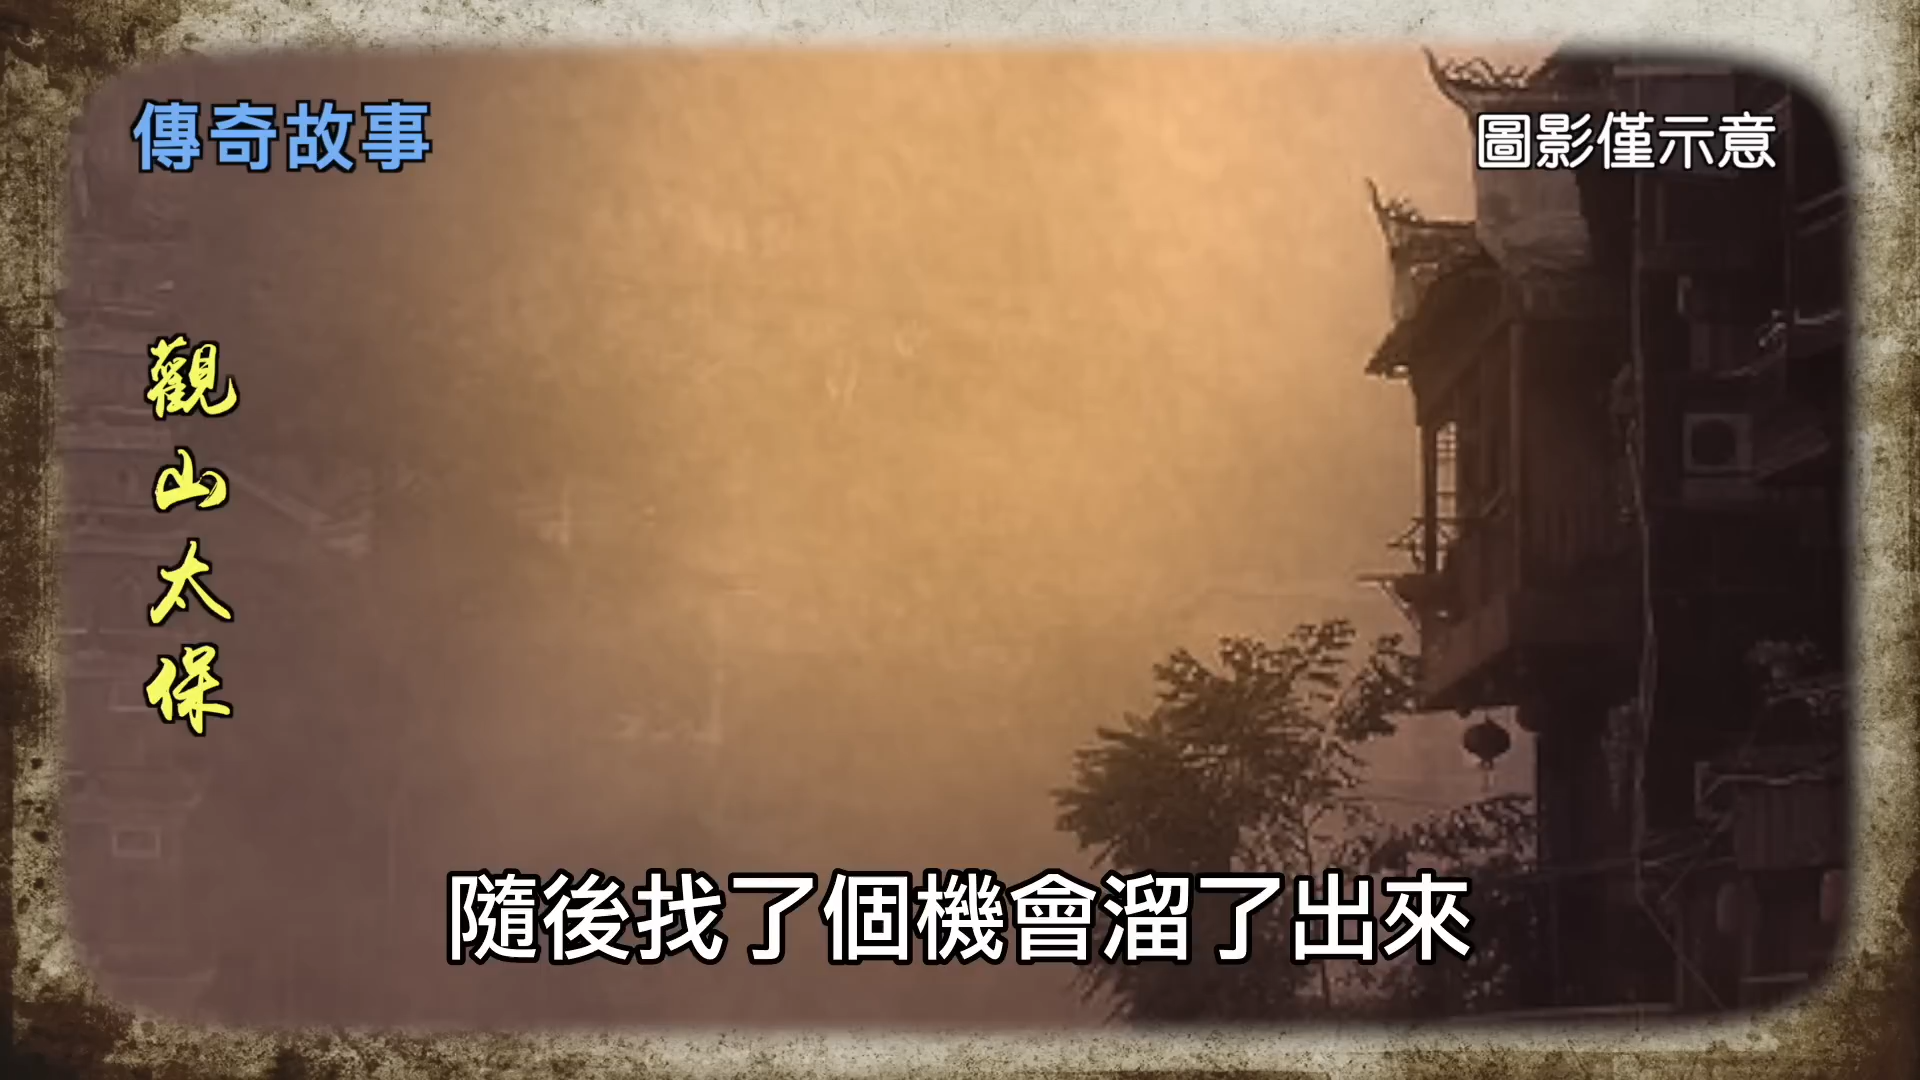 傳奇故事
圖影僅示意
觀山太保
隨後找了個機會溜了出來